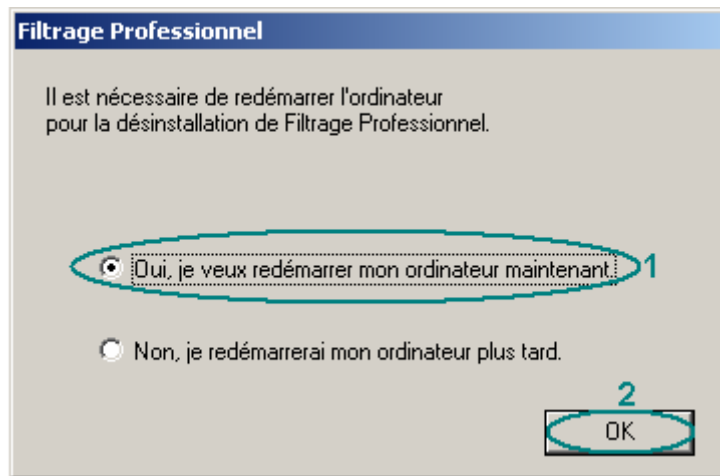 Filtrage Professionnel
Il est nécessaire de redémarrer l'ordinateur
pour la désinstallation de Filtrage Professionnel.
Oui, je veux redémarrer mon ordinateur maintenant. 1
Non, je redémarrerai mon ordinateur plus tard.
2
OK